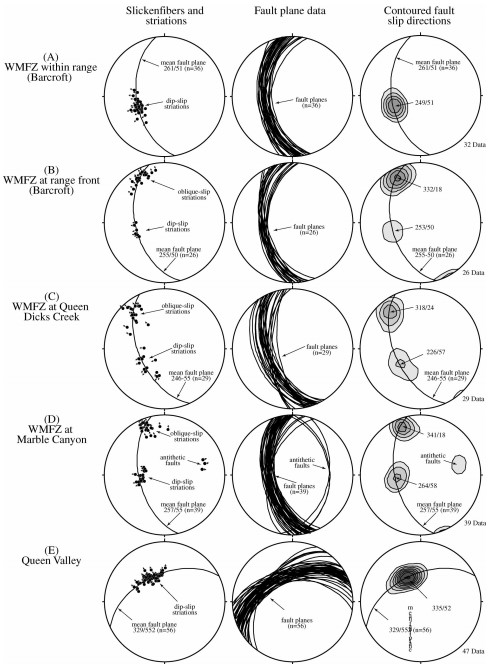 Slickenfibers and
striations
Fault plane data
Contoured fault
slip directions
(A)
WMFZ within range
(Barcroft)
mean fault plane
261/51 (n=36)
dip-slip
striations
fault planes
(n=36)
mean fault plane
261/51 (n=36)
249/51
32 Data
(B)
WMFZ at range front
(Barcroft)
oblique-slip
striations
dip-slip
striations
mean fault plane
255/50 (n=26)
fault planes
(n=26)
332/18
253/50
mean fault plane
255-50 (n=26)
26 Data
(C)
WMFZ at Queen
Dicks Creek
oblique-slip
striations
dip-slip
striations
mean fault plane
246-55 (n=29)
fault planes
(n=29)
318/24
226/57
mean fault plane
246-55 (n=29)
29 Data
(D)
WMFZ at
Marble Canyon
oblique-slip
striations
antithetic
faults
dip-slip
striations
mean fault plane
257/55 (n=39)
antithetic
faults
fault planes
(n=39)
341/18
antithetic
faults
264/58
mean fault plane
257/55 (n=39)
39 Data
(E)
Queen Valley
dip-slip
striations
mean fault plane
329/552 (n=56)
fault planes
(n=56)
335/52
m
329/55 (n=56)
47 Data